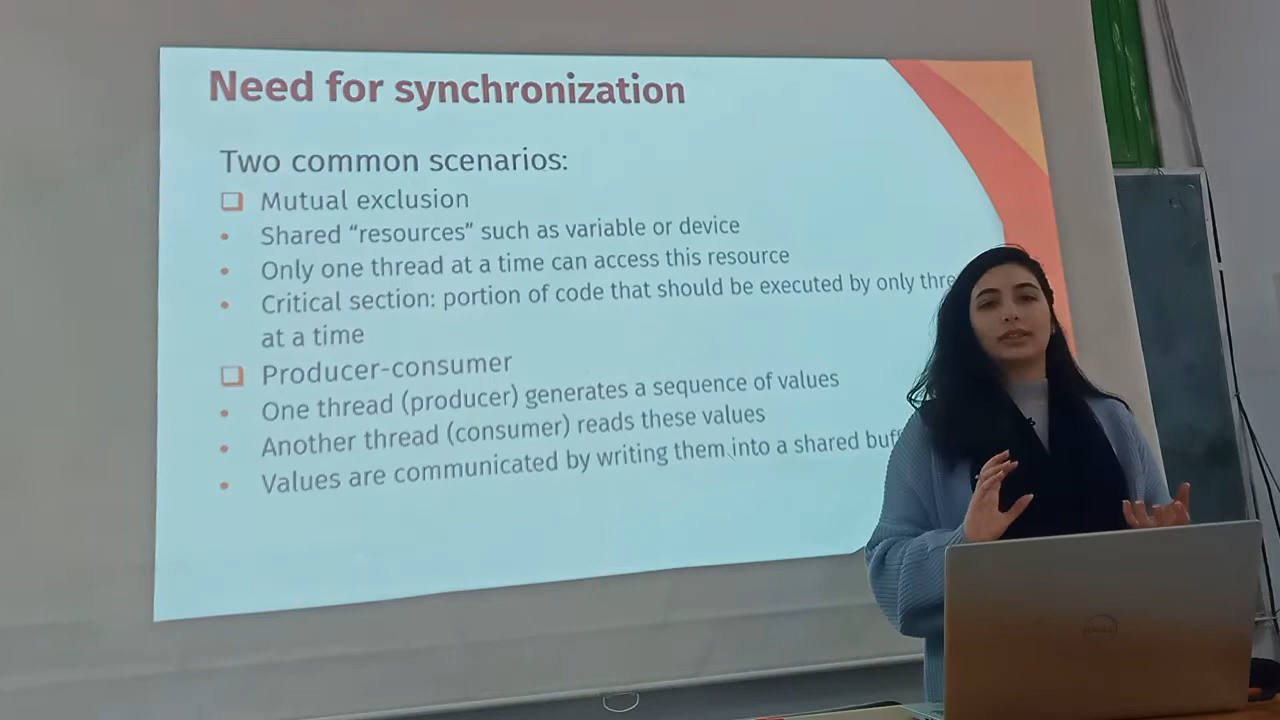 Need for synchronization
Two common scenarios:
❑ Mutual exclusion
• Shared “resources” such as variable or device
• Only one thread at a time can access this resource
• Critical section: portion of code that should be executed by only
at a time
❑ Producer-consumer
• One thread (producer) generates a sequence of values
• Another thread (consumer) reads these values
• Values are communicated by writing them into a shared
DELL